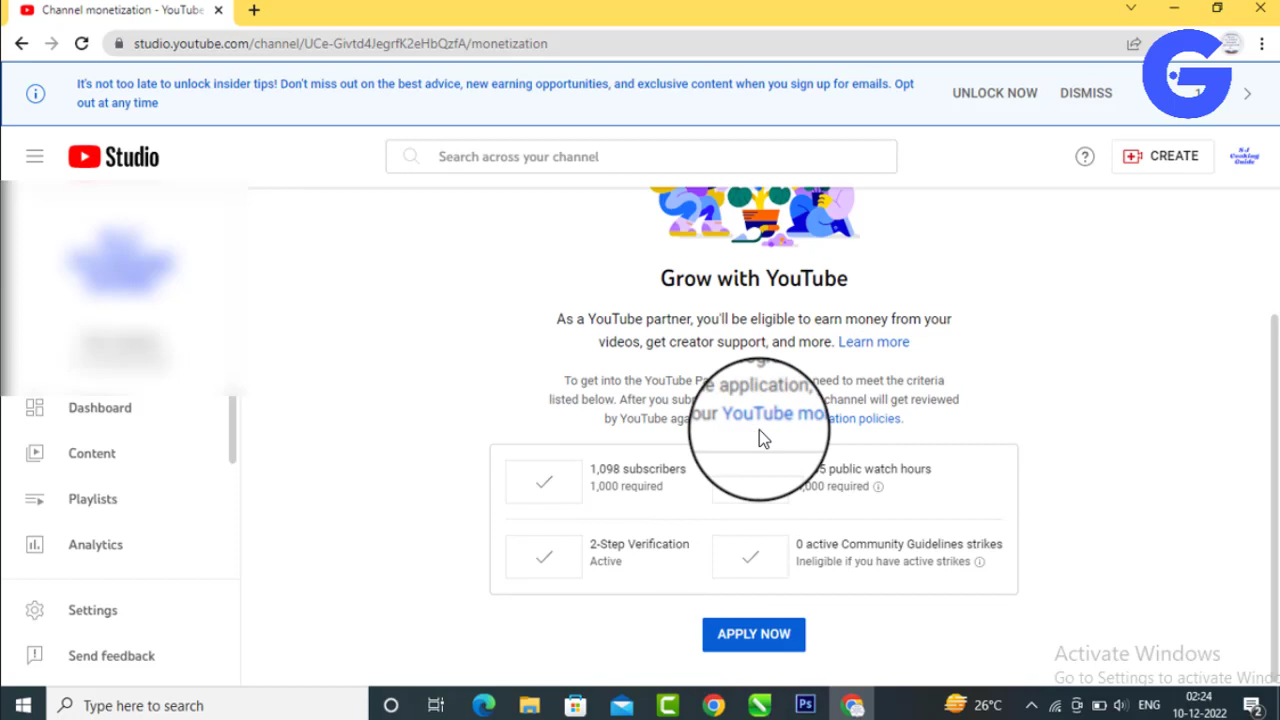 Channel monetization - YouTube
studio.youtube.com/channel/UCe-Givtd4JegrfK2eHbQzfA/monetization
It's not too late to unlock insider tips! Don't miss out on the best advice, new earning opportunities, and exclusive content when you sign up for emails. Opt
out at any time
UNLOCK NOW
DISMISS
G
Studio
Search across your channel
CREATE
SJ
Cooking
Guide
Grow with YouTube
As a YouTube partner, you'll be eligible to earn money from your
videos, get creator support, and more. Learn more
To get into the YouTube application, need to meet the criteria
listed below. After you channel will get reviewed
by YouTube our YouTube policies.
1,098 subscribers
1,000 required
public watch hours
required
2-Step Verification
Active
0 active Community Guidelines strikes
Ineligible if you have active strikes
APPLY NOW
Dashboard
Content
Playlists
Analytics
Settings
Send feedback
Activate Windows
Go to Settings to activate
Type here to search
Ps
26°C
ENG
02:24
10-12-2022
2